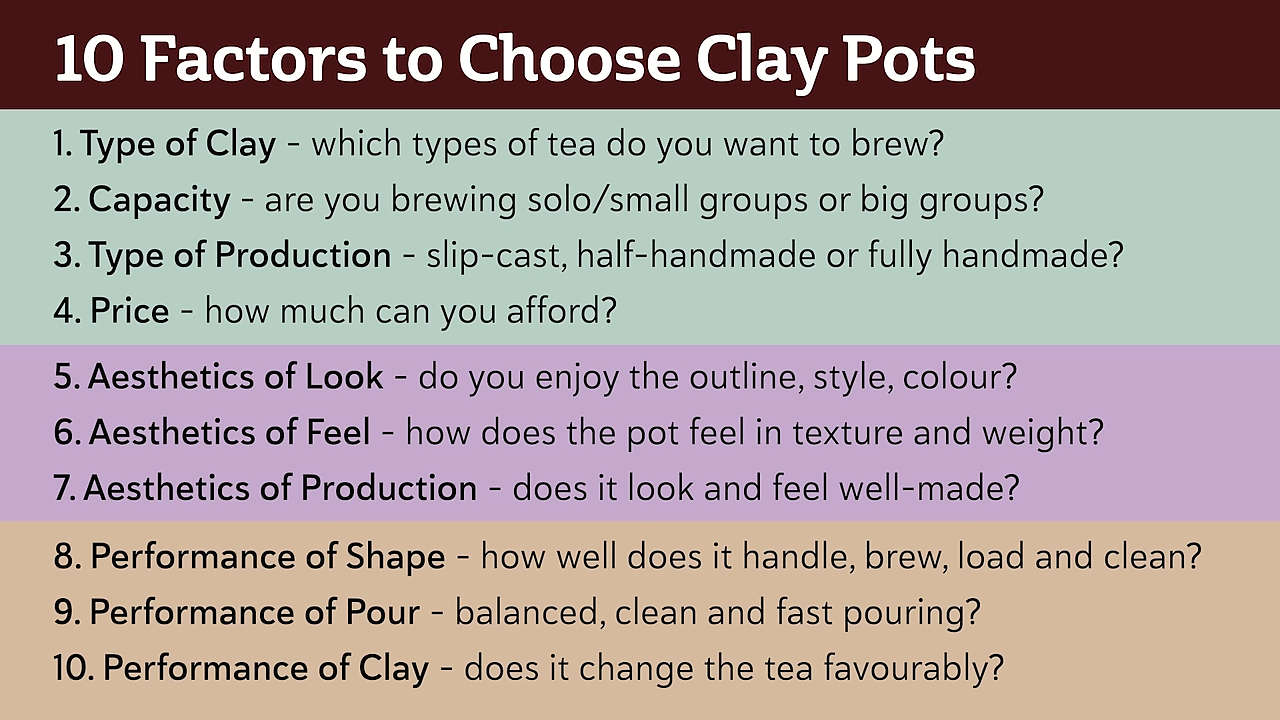 10 Factors to Choose Clay Pots
1. Type of Clay - which types of tea do you want to brew?
2. Capacity - are you brewing solo/small groups or big groups?
3. Type of Production - slip-cast, half-handmade or fully handmade?
4. Price - how much can you afford?
5. Aesthetics of Look - do you enjoy the outline, style, colour?
6. Aesthetics of Feel - how does the pot feel in texture and weight?
7. Aesthetics of Production - does it look and feel well-made?
8. Performance of Shape - how well does it handle, brew, load and clean?
9. Performance of Pour - balanced, clean and fast pouring?
10. Performance of Clay - does it change the tea favourably?